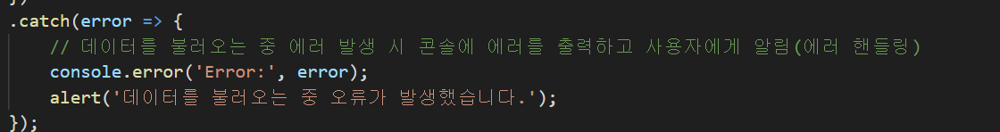 })
.catch(error => {
    // 데이터를 불러오는 중 에러 발생 시 콘솔에 에러를 출력하고 사용자에게 알림(에러 핸들링)
    console.error('Error:', error);
    alert('데이터를 불러오는 중 오류가 발생했습니다.');
});